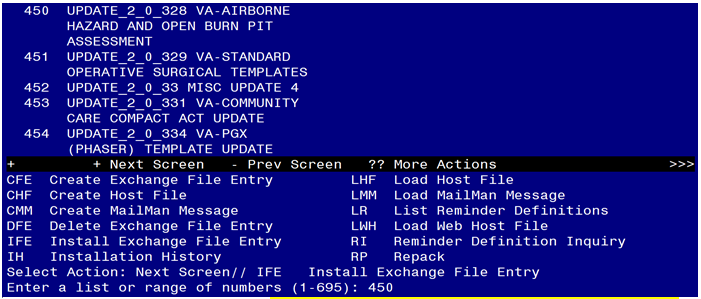 450 UPDATE_2_0_328 VA-AIRBORNE
HAZARD AND OPEN BURN PIT
ASSESSMENT
451 UPDATE_2_0_329 VA-STANDARD
OPERATIVE SURGICAL TEMPLATES
452 UPDATE_2_0_33 MISC UPDATE 4
453 UPDATE_2_0_331 VA-COMMUNITY
CARE COMPACT ACT UPDATE
454 UPDATE_2_0_334 VA-PGX
(PHASER) TEMPLATE UPDATE
+ + Next Screen - Prev Screen ?? More Actions >>>
CFE Create Exchange File Entry LHF Load Host File
CHF Create Host File LMM Load MailMan Message
CMM Create MailMan Message LR List Reminder Definitions
DFE Delete Exchange File Entry LWH Load Web Host File
IFE Install Exchange File Entry RI Reminder Definition Inquiry
IH Installation History RP Repack
Select Action: Next Screen// IFE Install Exchange File Entry
Enter a list or range of numbers (1-695): 450